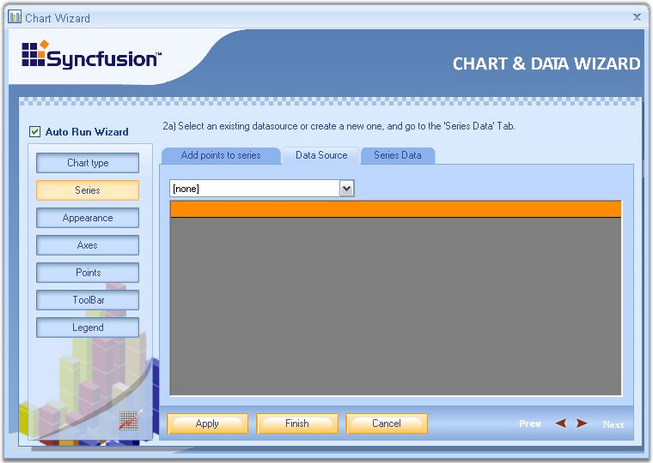 Chart Wizard
Syncfusion™
CHART & DATA WIZARD
Auto Run Wizard
2a) Select an existing datasource or create a new one, and go to the 'Series Data' Tab.
Chart type
Series
Appearance
Axes
Points
ToolBar
Legend
Add points to series
Data Source
Series Data
[none]
Apply
Finish
Cancel
Prev
Next